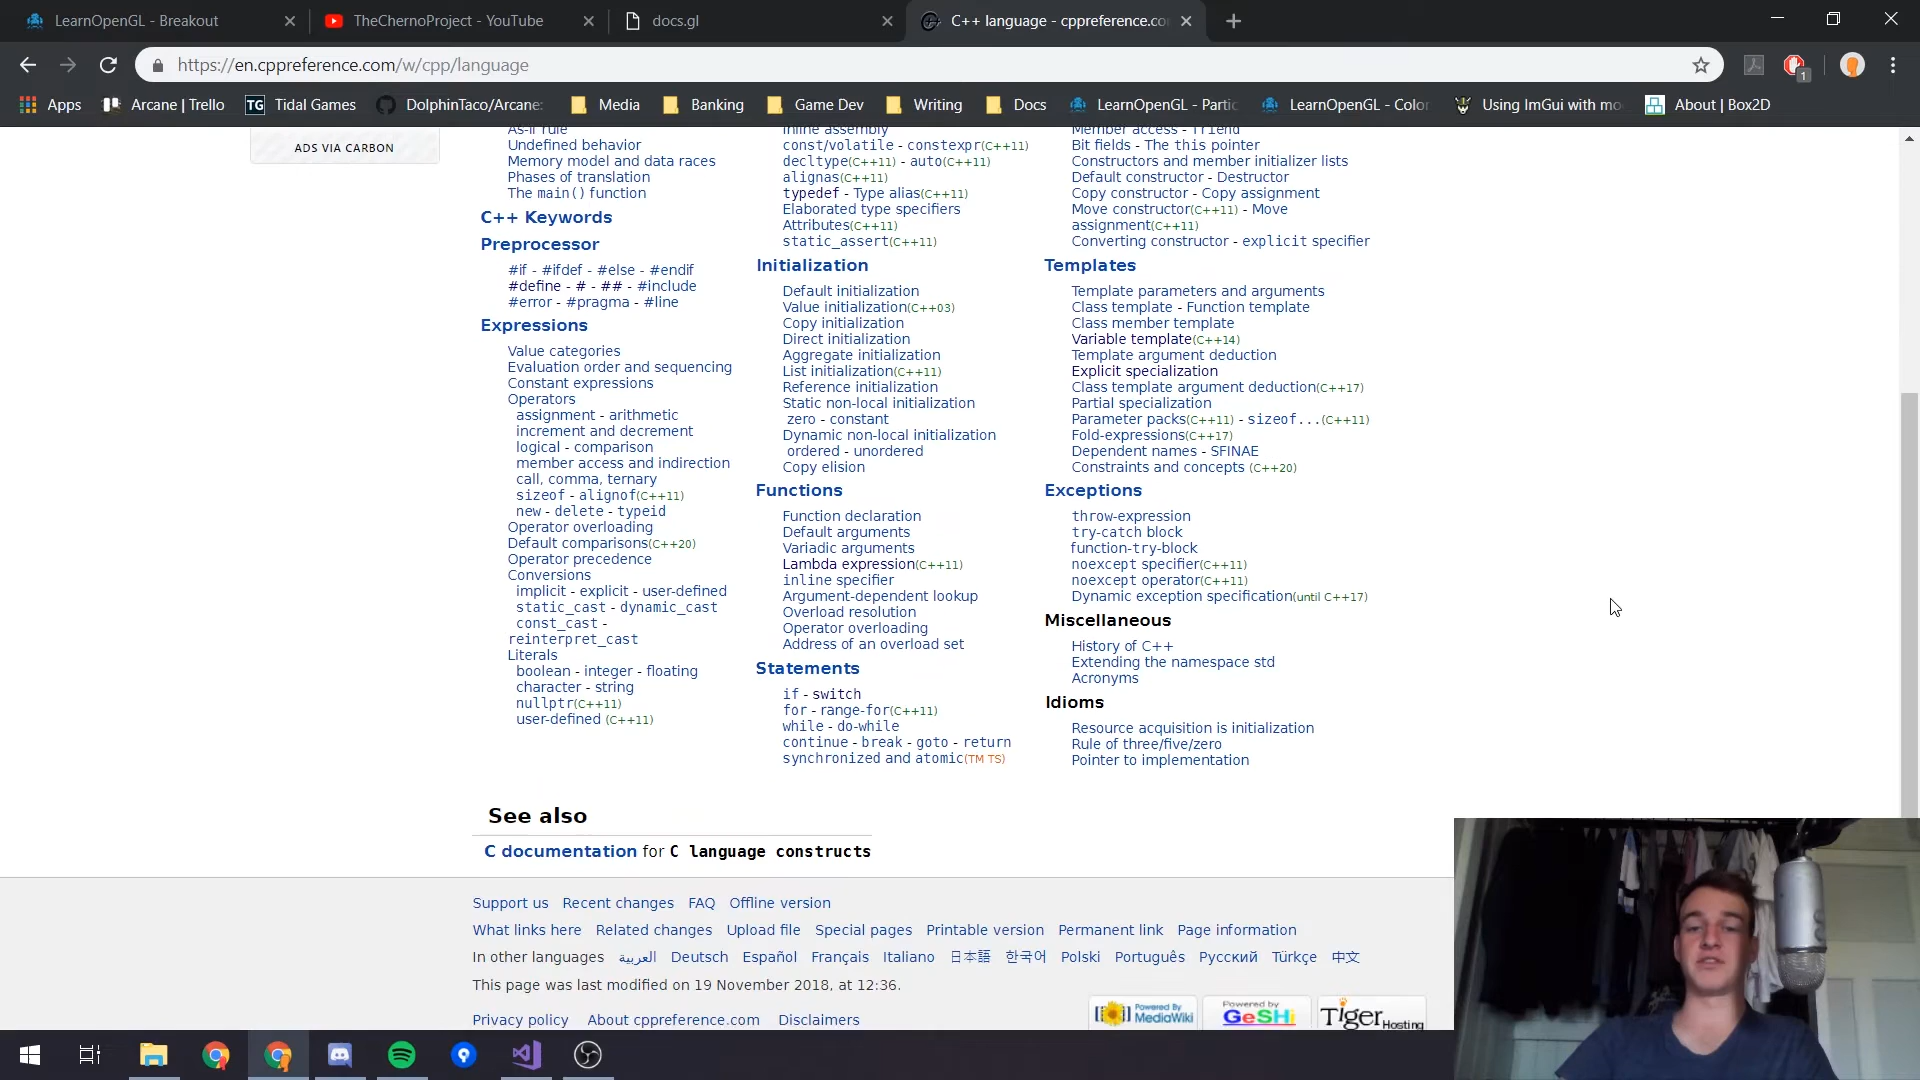 LearnOpenGL - Breakout
TheChernoProject - YouTube
docs.gl
C++ language - cppreference.co
https://en.cppreference.com/w/cpp/language
1
Apps
Arcane | Trello
TG Tidal Games
DolphinTaco/Arcane:
Media
Banking
Game Dev
Writing
Docs
LearnOpenGL - Partic
LearnOpenGL - Color
Using ImGui with mo
About | Box2D
ADS VIA CARBON
As-if rule
Undefined behavior
Memory model and data races
Phases of translation
The main() function
C++ Keywords
Preprocessor
#if - #ifdef - #else - #endif
#define - # - ## - #include
#error - #pragma - #line
Expressions
Value categories
Evaluation order and sequencing
Constant expressions
Operators
assignment - arithmetic
increment and decrement
logical - comparison
member access and indirection
call, comma, ternary
sizeof - alignof(C++11)
new - delete - typeid
Operator overloading
Default comparisons(C++20)
Operator precedence
Conversions
implicit - explicit - user-defined
static_cast - dynamic_cast
const_cast -
reinterpret_cast
Literals
boolean - integer - floating
character - string
nullptr(C++11)
user-defined (C++11)
inline assembly
const/volatile - constexpr(C++11)
decltype(C++11) - auto(C++11)
alignas(C++11)
typedef - Type alias(C++11)
Elaborated type specifiers
Attributes(C++11)
static_assert(C++11)
Initialization
Default initialization
Value initialization(C++03)
Copy initialization
Direct initialization
Aggregate initialization
List initialization(C++11)
Reference initialization
Static non-local initialization
zero - constant
Dynamic non-local initialization
ordered - unordered
Copy elision
Functions
Function declaration
Default arguments
Variadic arguments
Lambda expression(C++11)
inline specifier
Argument-dependent lookup
Overload resolution
Operator overloading
Address of an overload set
Statements
if - switch
for - range-for(C++11)
while - do-while
continue - break - goto - return
synchronized and atomic(TM TS)
Member access - friend
Bit fields - The this pointer
Constructors and member initializer lists
Default constructor - Destructor
Copy constructor - Copy assignment
Move constructor(C++11) - Move
assignment(C++11)
Converting constructor - explicit specifier
Templates
Template parameters and arguments
Class template - Function template
Class member template
Variable template(C++14)
Template argument deduction
Explicit specialization
Class template argument deduction(C++17)
Partial specialization
Parameter packs(C++11) - sizeof...(C++11)
Fold-expressions(C++17)
Dependent names - SFINAE
Constraints and concepts (C++20)
Exceptions
throw-expression
try-catch block
function-try-block
noexcept specifier(C++11)
noexcept operator(C++11)
Dynamic exception specification(until C++17)
Miscellaneous
History of C++
Extending the namespace std
Acronyms
Idioms
Resource acquisition is initialization
Rule of three/five/zero
Pointer to implementation
See also
C documentation for C language constructs
Support us Recent changes FAQ Offline version
What links here Related changes Upload file Special pages Printable version Permanent link Page information
In other languages العربية Deutsch Español Français Italiano 日本語 한국어 Polski Português Русский Türkçe 中文
This page was last modified on 19 November 2018, at 12:36.
Privacy policy About cppreference.com Disclaimers
Powered By
MediaWiki
Powered by
GeSHi
Tiger Hosting